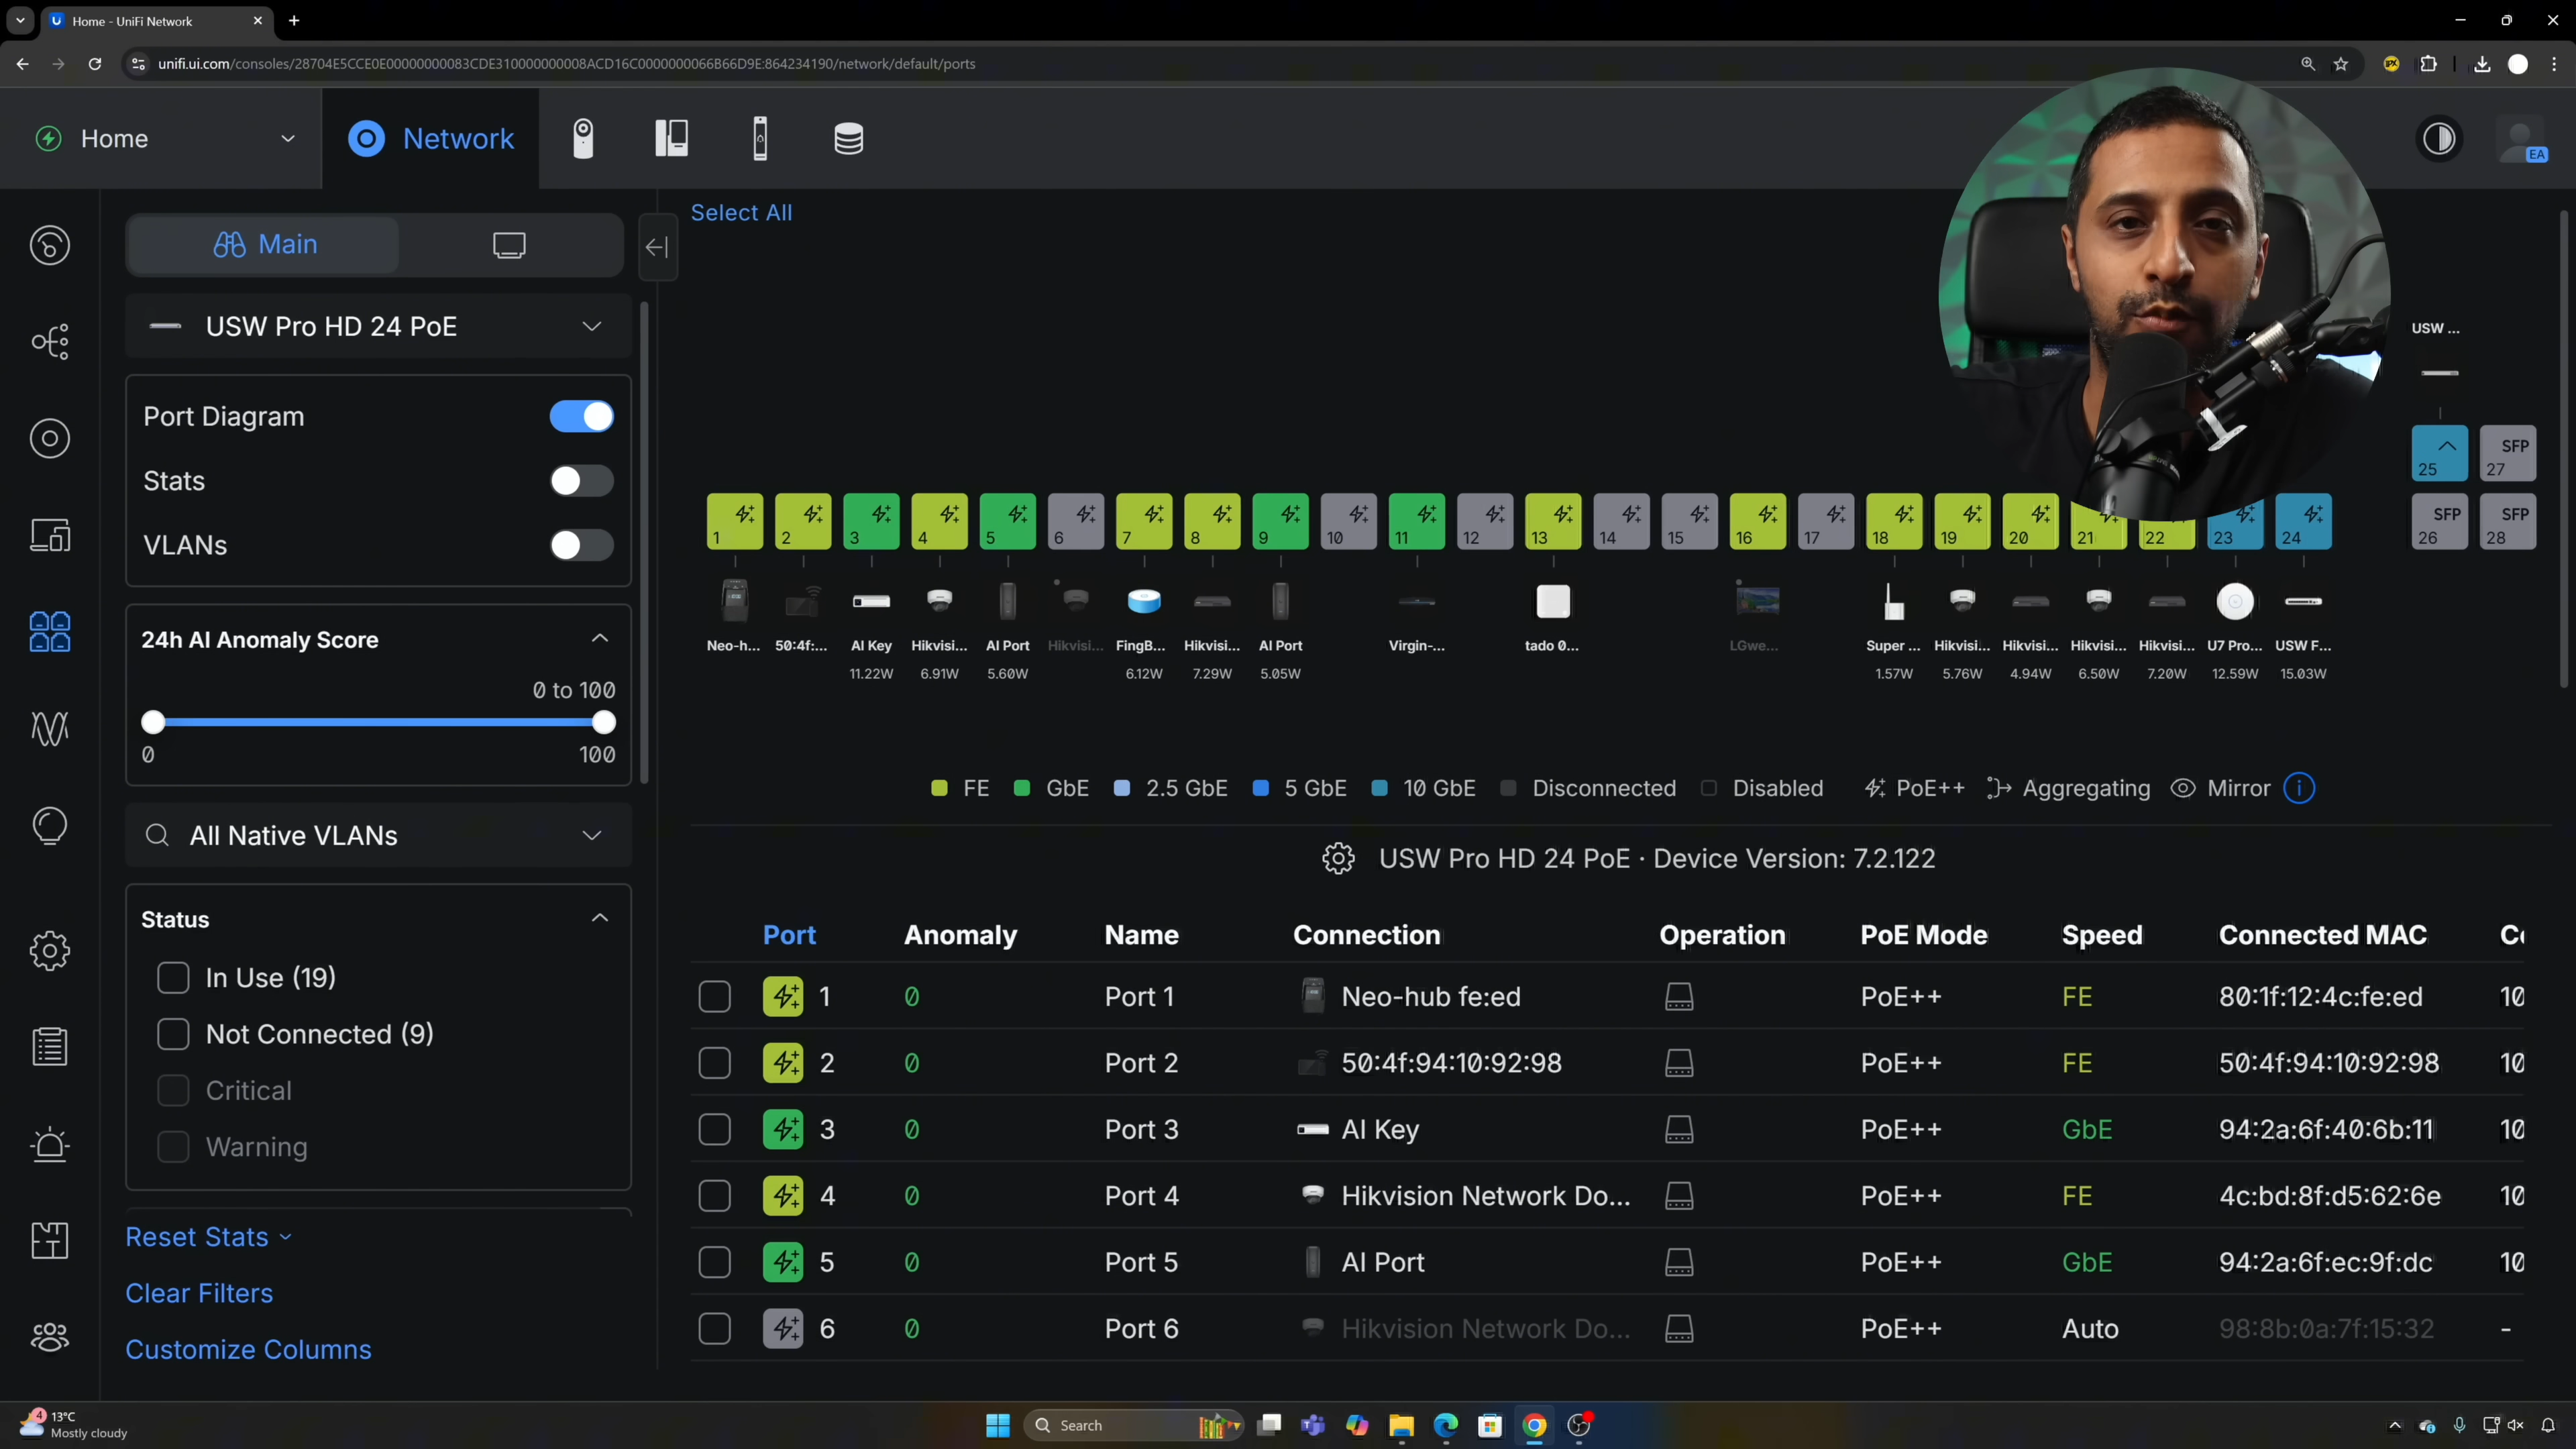 Home - UniFi Network
unifi.ui.com/consoles/28704E5CCE0E00000000083CDE310000000008ACD16C0000000066B66D9E:864234190/network/default/ports
Home
Network
EA
Main
Select All
USW Pro HD 24 PoE
Port Diagram
Stats
VLANs
24h AI Anomaly Score
0 to 100
0 100
All Native VLANs
Status
In Use (19)
Not Connected (9)
Critical
Warning
Reset Stats
Clear Filters
Customize Columns
USW ...
25 SFP 27
1 2 3 4 5 6 7 8 9 10 11 12 13 14 15 16 17 18 19 20 21 22 23 24 SFP 26 SFP 28
Neo-h... 50:4f:... AI Key Hikvisi... AI Port Hikvisi... FingB... Hikvisi... AI Port Virgin-... tado 0... LGwe... Super ... Hikvisi... Hikvisi... Hikvisi... Hikvisi... U7 Pro... USW F...
11.22W 6.91W 5.60W 6.12W 7.29W 5.05W 1.57W 5.76W 4.94W 6.50W 7.20W 12.59W 15.03W
FE GbE 2.5 GbE 5 GbE 10 GbE Disconnected Disabled PoE++ Aggregating Mirror
USW Pro HD 24 PoE · Device Version: 7.2.122
Port Anomaly Name Connection Operation PoE Mode Speed Connected MAC
1 0 Port 1 Neo-hub fe:ed PoE++ FE 80:1f:12:4c:fe:ed 10
2 0 Port 2 50:4f:94:10:92:98 PoE++ FE 50:4f:94:10:92:98 10
3 0 Port 3 AI Key PoE++ GbE 94:2a:6f:40:6b:11 10
4 0 Port 4 Hikvision Network Do... PoE++ FE 4c:bd:8f:d5:62:6e 10
5 0 Port 5 AI Port PoE++ GbE 94:2a:6f:ec:9f:dc 10
6 0 Port 6 Hikvision Network Do... PoE++ Auto 98:8b:0a:7f:15:32 -
4
13°C
Mostly cloudy
Search